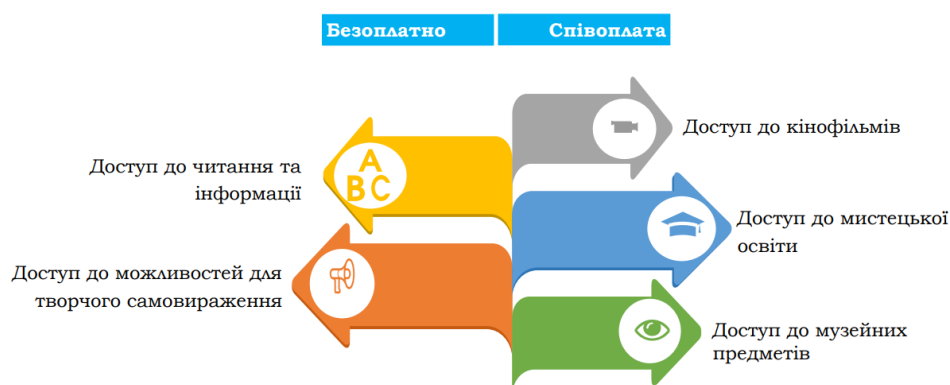 Безоплатно
Співоплата
Доступ до читання та
інформації
Доступ до можливостей для
творчого самовираження
Доступ до кінофільмів
Доступ до мистецької
освіти
Доступ до музейних
предметів
A
B C